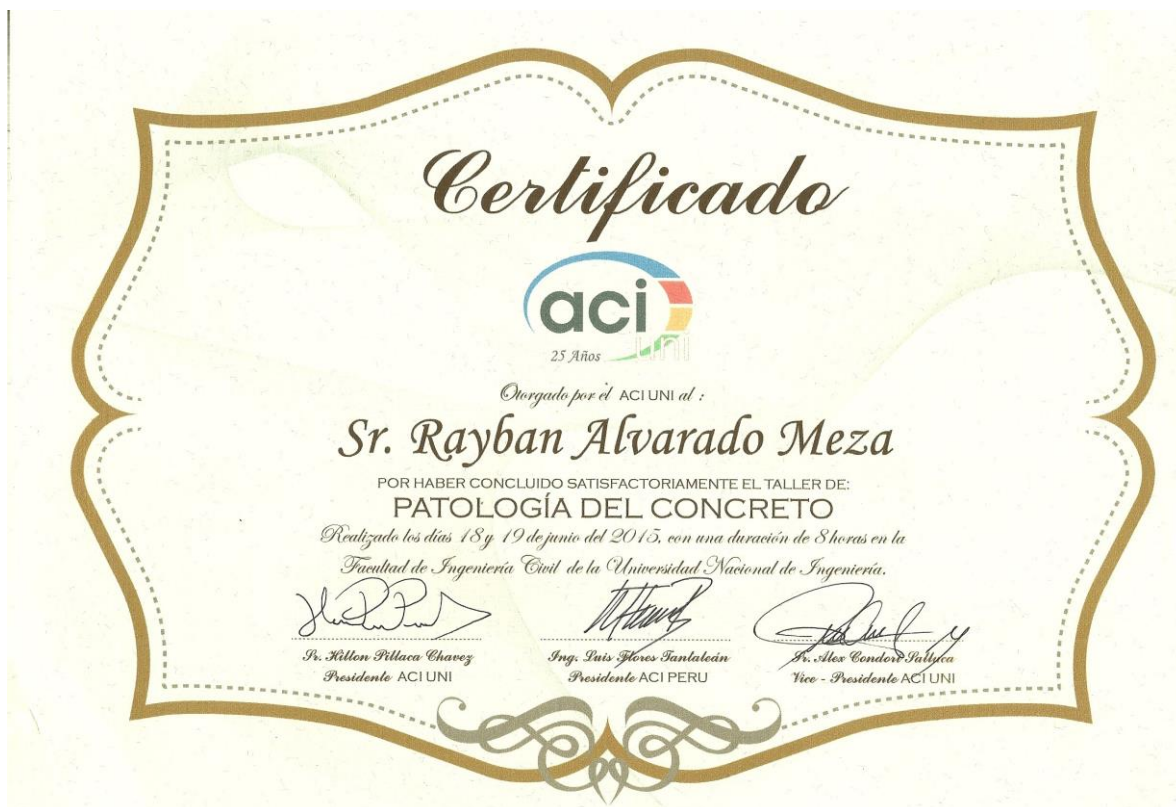 Certificado
aci
25 Años
uni
Otorgado por el ACI UNI al :
Sr. Rayban Alvarado Meza
POR HABER CONCLUIDO SATISFACTORIAMENTE EL TALLER DE:
PATOLOGÍA DEL CONCRETO
Realizado los días 18 y 19 de junio del 2015, con una duración de 8 horas en la
Facultad de Ingeniería Civil de la Universidad Nacional de Ingeniería.
Sr. Hillon Pillaca Chavez
Presidente ACI UNI
Ing. Luis Flores Tantaleán
Presidente ACI PERU
Sr. Alex Condori Salluca
Vice - Presidente ACI UNI